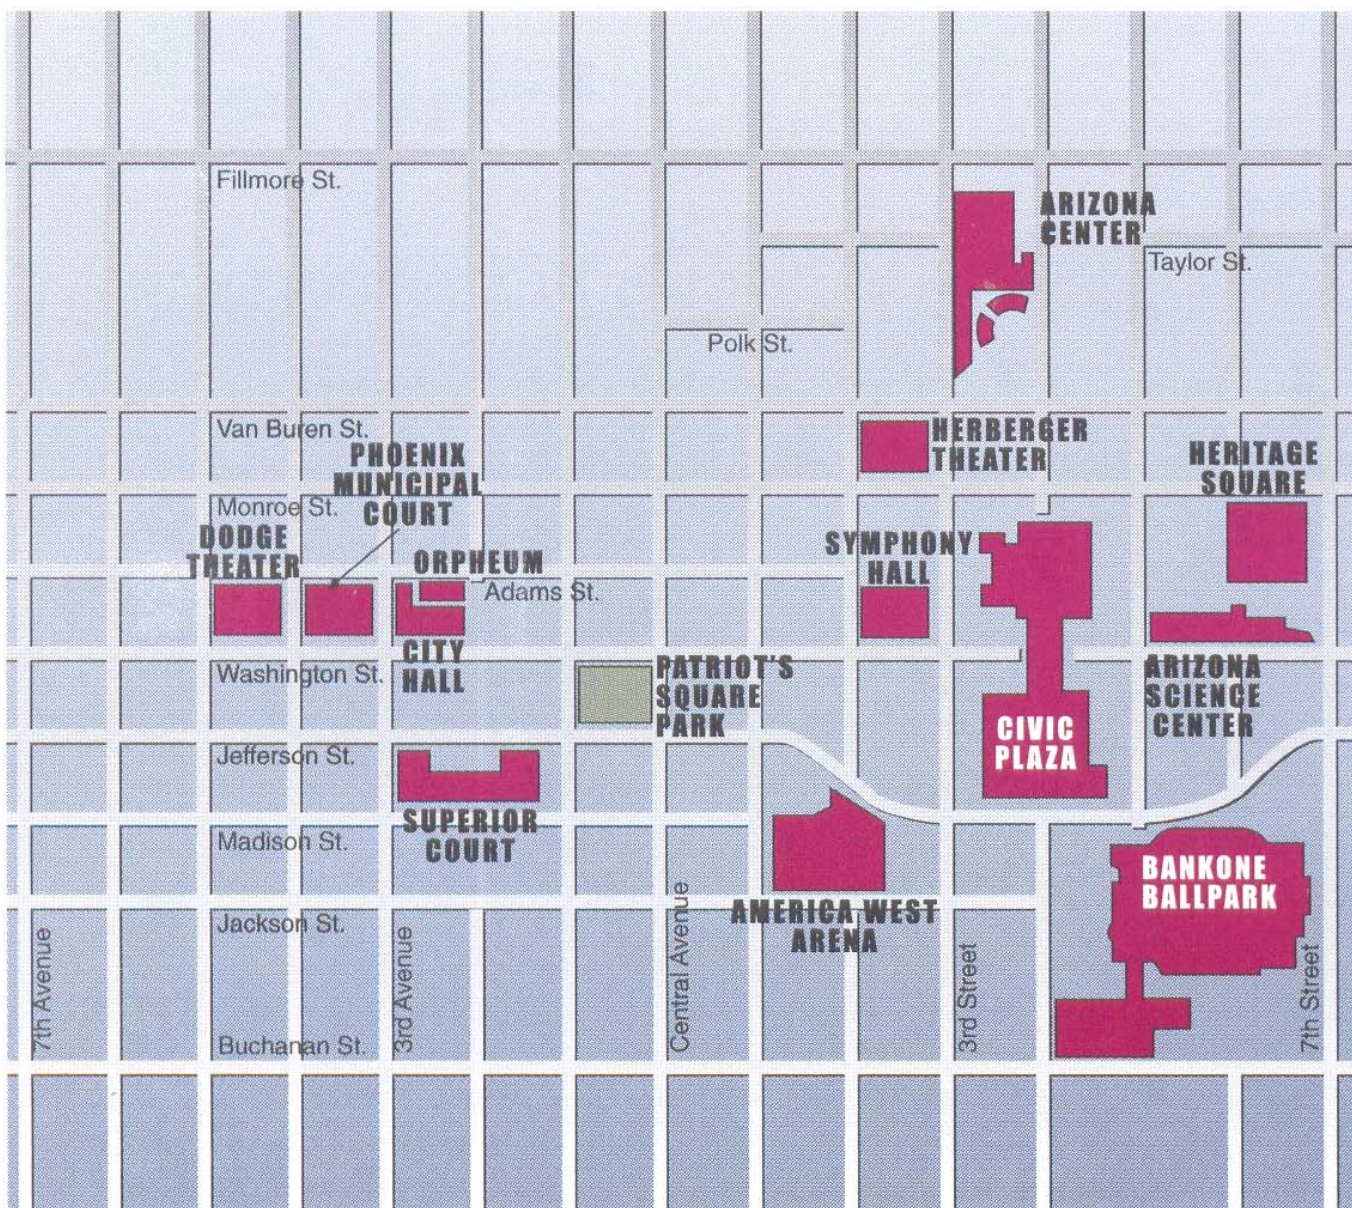 Fillmore St.
ARIZONA
CENTER
Taylor St.
Polk St.
Van Buren St.
HERBERGER
THEATER
PHOENIX
MUNICIPAL
COURT
HERITAGE
SQUARE
Monroe St.
DODGE
THEATER
ORPHEUM
SYMPHONY
HALL
Adams St.
CITY
HALL
Washington St.
PATRIOT'S
SQUARE
PARK
ARIZONA
SCIENCE
CENTER
CIVIC
PLAZA
Jefferson St.
SUPERIOR
COURT
Madison St.
BANKONE
BALLPARK
AMERICA WEST
ARENA
Jackson St.
7th Avenue
3rd Avenue
Central Avenue
3rd Street
7th Street
Buchanan St.